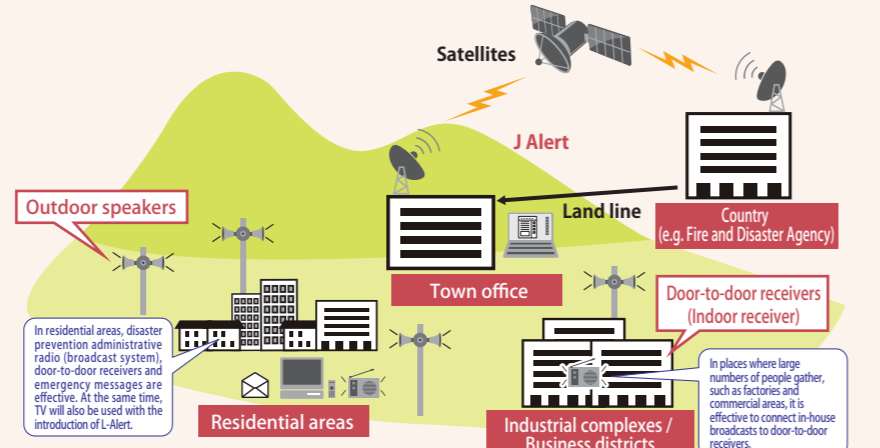 Satellites
J Alert
Outdoor speakers
Land line
Country
(e.g. Fire and Disaster Agency)
Town office
Door-to-door receivers
(Indoor receiver)
In residential areas, disaster
prevention administrative
radio (broadcast system),
door-to-door receivers and
emergency messages are
effective. At the same time,
TV will also be used with the
introduction of L-Alert.
In places where large
numbers of people gather,
such as factories and
commercial areas, it is
effective to connect in-house
broadcasts to door-to-door
receivers.
Residential areas
Industrial complexes /
Business districts